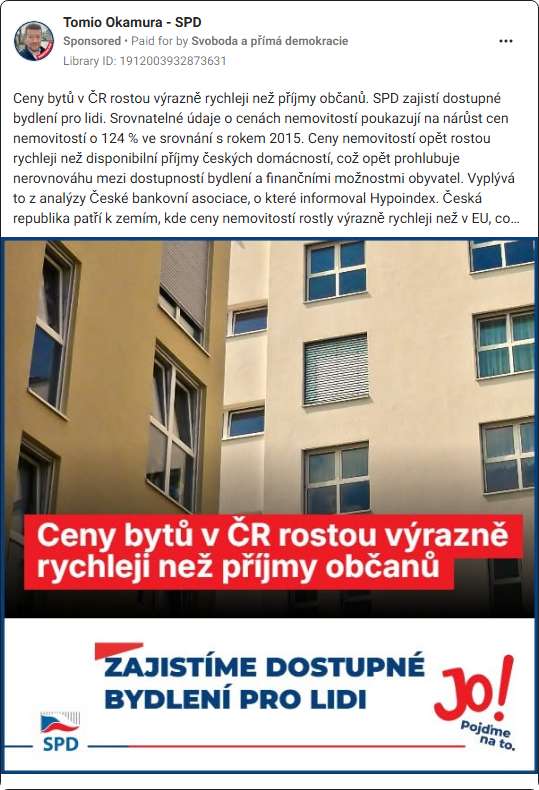 Tomio Okamura - SPD
Sponsored • Paid for by Svoboda a přímá demokracie
Library ID: 1912003932873631
Ceny bytů v ČR rostou výrazně rychleji než příjmy občanů. SPD zajistí dostupné
bydlení pro lidi. Srovnatelné údaje o cenách nemovitostí poukazují na nárůst cen
nemovitostí o 124 % ve srovnání s rokem 2015. Ceny nemovitostí opět rostou
rychleji než disponibilní příjmy českých domácností, což opět prohlubuje
nerovnováhu mezi dostupností bydlení a finančními možnostmi obyvatel. Vyplývá
to z analýzy České bankovní asociace, o které informoval Hypoindex. Česká
republika patří k zemím, kde ceny nemovitostí rostly výrazně rychleji než v EU, co...
Ceny bytů v ČR rostou výrazně
rychleji než příjmy občanů
ZAJISTÍME DOSTUPNÉ
BYDLENÍ PRO LIDI
Jo!
Pojďme
na to.
SPD